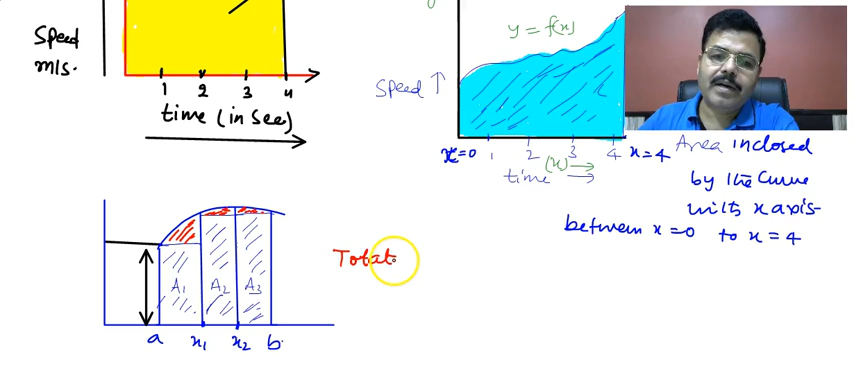 Speed
m/s.
1 2 3 4
time (in See)
y = f(x)
Speed ↑
x=0 1 2 3 4 x=4
(x) →
time →
Area inclosed
by the Curve
with x axis
between x=0 to x=4
A1 A2 A3
a x1 x2 b.
Total